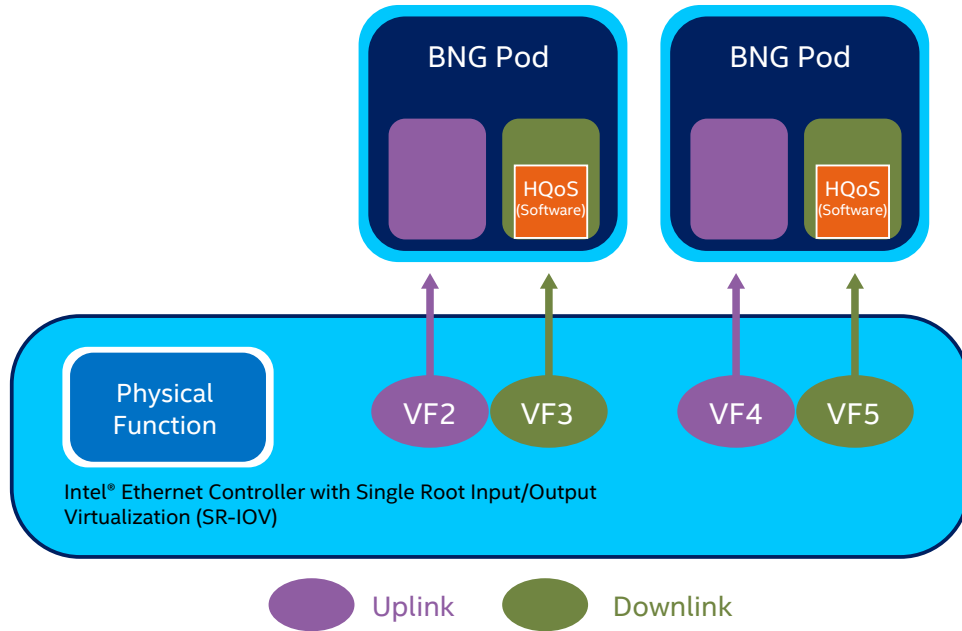 BNG Pod
BNG Pod
HQoS
(Software)
HQoS
(Software)
Physical
Function
VF2
VF3
VF4
VF5
Intel® Ethernet Controller with Single Root Input/Output
Virtualization (SR-IOV)
Uplink
Downlink